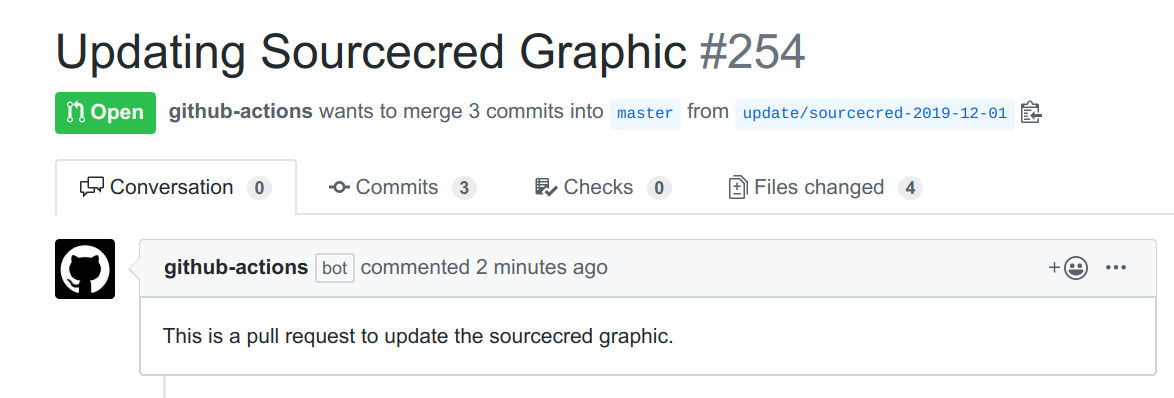 Updating Sourcecred Graphic #254
Open github-actions wants to merge 3 commits into master from update/sourcecred-2019-12-01
Conversation 0 Commits 3 Checks 0 Files changed 4
github-actions bot commented 2 minutes ago
This is a pull request to update the sourcecred graphic.